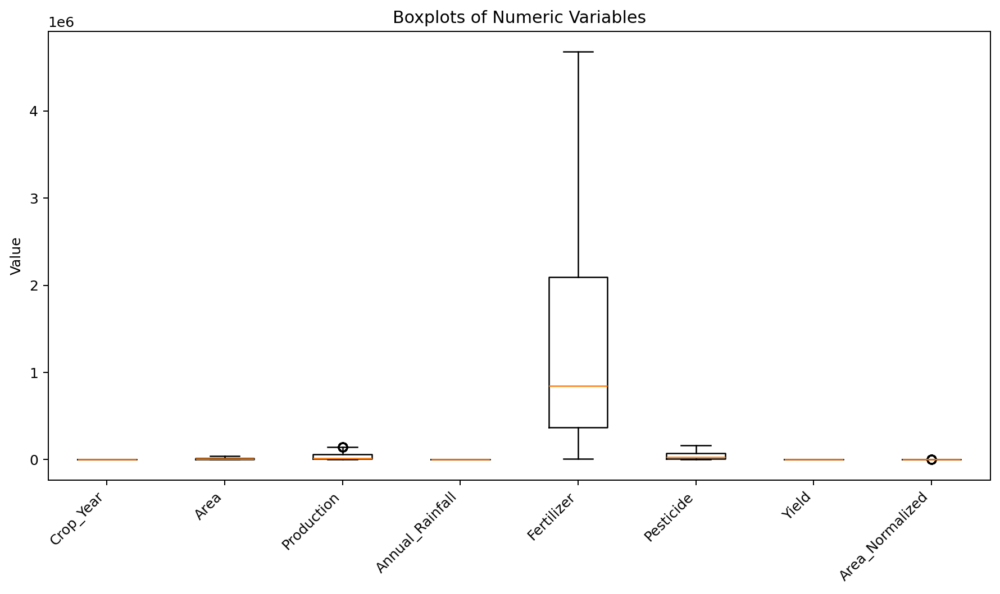 Boxplots of Numeric Variables
1e6
4
3
2
1
0
Value
Crop_Year
Area
Production
Annual_Rainfall
Fertilizer
Pesticide
Yield
Area_Normalized